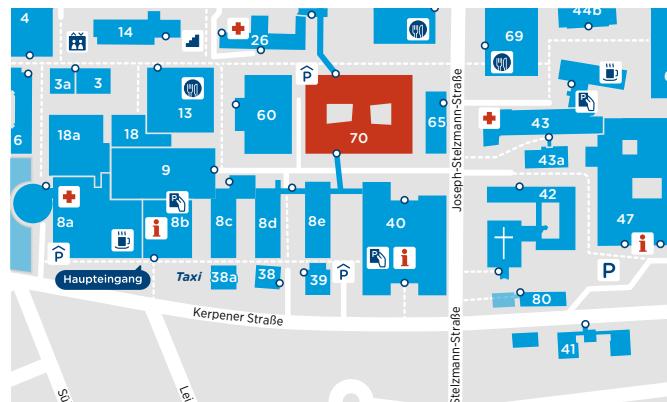 4
14
26
69
44b
3a
3
13
60
70
65
6
18a
18
9
43
43a
8a
8b
8c
8d
8e
40
42
47
Haupteingang
Taxi
38a
38
39
P
80
41
Kerpener Straße
Joseph-Stelzmann-Straße
Stelzmann-Straße
Sü
Lei
P
P
P
P
P
P
i
i
i